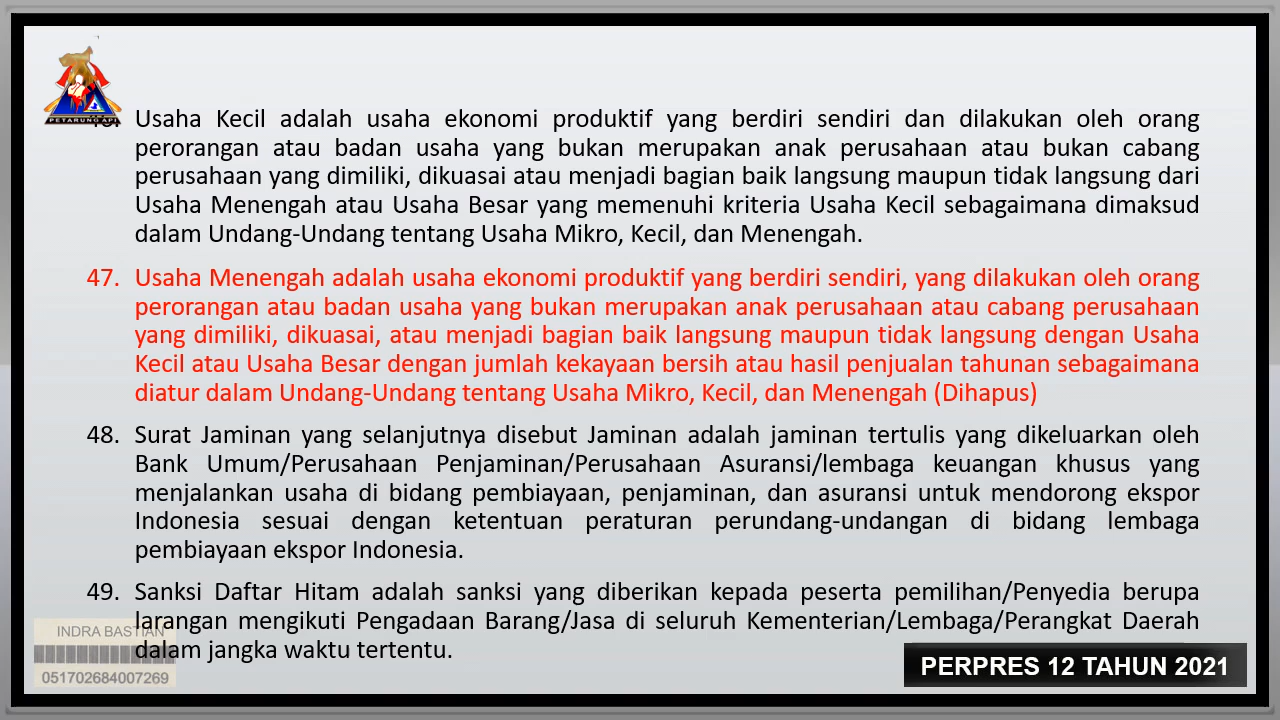 PETARUNG API
Usaha Kecil adalah usaha ekonomi produktif yang berdiri sendiri dan dilakukan oleh orang
perorangan atau badan usaha yang bukan merupakan anak perusahaan atau bukan cabang
perusahaan yang dimiliki, dikuasai atau menjadi bagian baik langsung maupun tidak langsung dari
Usaha Menengah atau Usaha Besar yang memenuhi kriteria Usaha Kecil sebagaimana dimaksud
dalam Undang-Undang tentang Usaha Mikro, Kecil, dan Menengah.
47. Usaha Menengah adalah usaha ekonomi produktif yang berdiri sendiri, yang dilakukan oleh orang
perorangan atau badan usaha yang bukan merupakan anak perusahaan atau cabang perusahaan
yang dimiliki, dikuasai, atau menjadi bagian baik langsung maupun tidak langsung dengan Usaha
Kecil atau Usaha Besar dengan jumlah kekayaan bersih atau hasil penjualan tahunan sebagaimana
diatur dalam Undang-Undang tentang Usaha Mikro, Kecil, dan Menengah (Dihapus)
48. Surat Jaminan yang selanjutnya disebut Jaminan adalah jaminan tertulis yang dikeluarkan oleh
Bank Umum/Perusahaan Penjaminan/Perusahaan Asuransi/lembaga keuangan khusus yang
menjalankan usaha di bidang pembiayaan, penjaminan, dan asuransi untuk mendorong ekspor
Indonesia sesuai dengan ketentuan peraturan perundang-undangan di bidang lembaga
pembiayaan ekspor Indonesia.
49. Sanksi Daftar Hitam adalah sanksi yang diberikan kepada peserta pemilihan/Penyedia berupa
larangan mengikuti Pengadaan Barang/Jasa di seluruh Kementerian/Lembaga/Perangkat Daerah
dalam jangka waktu tertentu.
INDRA BASTIAN
051702684007269
PERPRES 12 TAHUN 2021